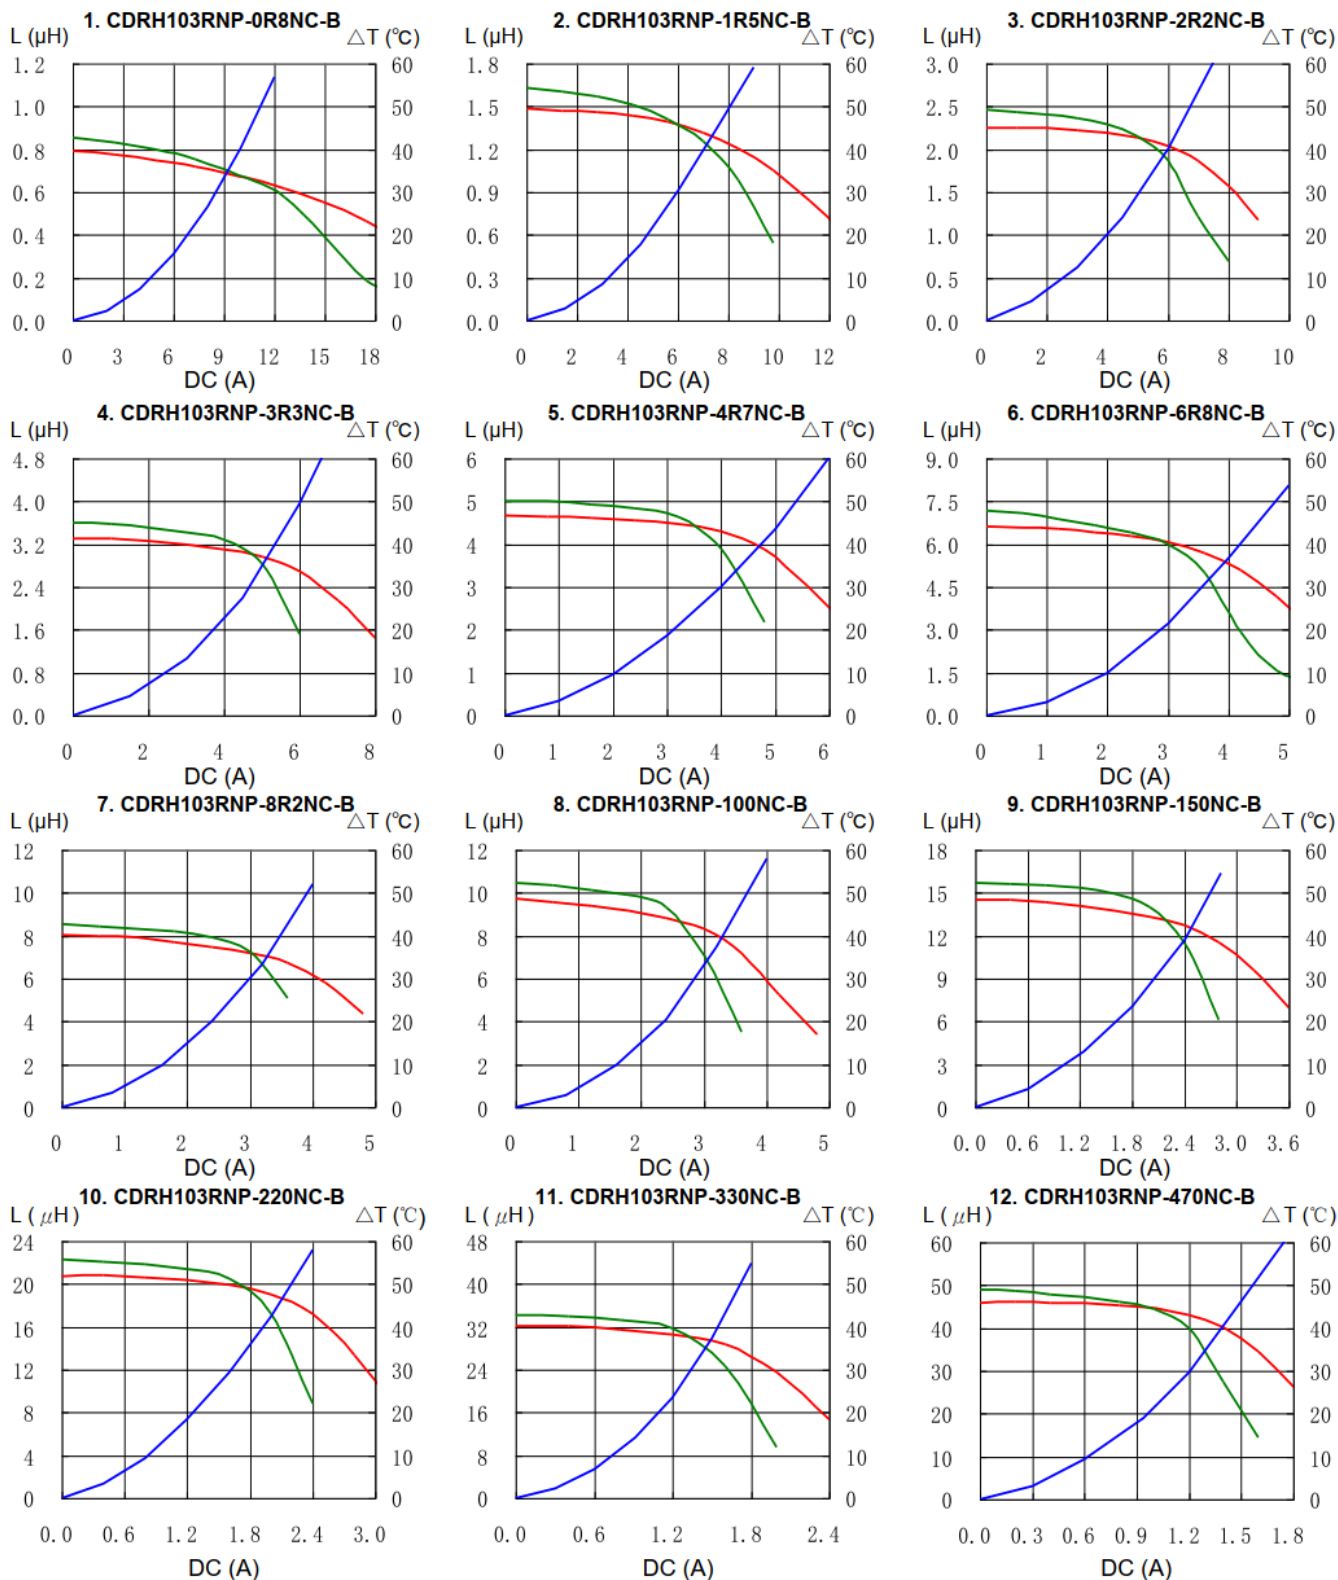 1. CDRH103RNP-0R8NC-B
L (μH) △T (℃)
1.2 60
1.0 50
0.8 40
0.6 30
0.4 20
0.2 10
0.0 0
0 3 6 9 12 15 18
DC (A)
2. CDRH103RNP-1R5NC-B
L (μH) △T (℃)
1.8 60
1.5 50
1.2 40
0.9 30
0.6 20
0.3 10
0.0 0
0 2 4 6 8 10 12
DC (A)
3. CDRH103RNP-2R2NC-B
L (μH) △T (℃)
3.0 60
2.5 50
2.0 40
1.5 30
1.0 20
0.5 10
0.0 0
0 2 4 6 8 10
DC (A)
4. CDRH103RNP-3R3NC-B
L (μH) △T (℃)
4.8 60
4.0 50
3.2 40
2.4 30
1.6 20
0.8 10
0.0 0
0 2 4 6 8
DC (A)
5. CDRH103RNP-4R7NC-B
L (μH) △T (℃)
6 60
5 50
4 40
3 30
2 20
1 10
0 0
0 1 2 3 4 5 6
DC (A)
6. CDRH103RNP-6R8NC-B
L (μH) △T (℃)
9.0 60
7.5 50
6.0 40
4.5 30
3.0 20
1.5 10
0.0 0
0 1 2 3 4 5
DC (A)
7. CDRH103RNP-8R2NC-B
L (μH) △T (℃)
12 60
10 50
8 40
6 30
4 20
2 10
0 0
0 1 2 3 4 5
DC (A)
8. CDRH103RNP-100NC-B
L (μH) △T (℃)
12 60
10 50
8 40
6 30
4 20
2 10
0 0
0 1 2 3 4 5
DC (A)
9. CDRH103RNP-150NC-B
L (μH) △T (℃)
18 60
15 50
12 40
9 30
6 20
3 10
0 0
0.0 0.6 1.2 1.8 2.4 3.0 3.6
DC (A)
10. CDRH103RNP-220NC-B
L (μH) △T (℃)
24 60
20 50
16 40
12 30
8 20
4 10
0 0
0.0 0.6 1.2 1.8 2.4 3.0
DC (A)
11. CDRH103RNP-330NC-B
L (μH) △T (℃)
48 60
40 50
32 40
24 30
16 20
8 10
0 0
0.0 0.6 1.2 1.8 2.4
DC (A)
12. CDRH103RNP-470NC-B
L (μH) △T (℃)
60 60
50 50
40 40
30 30
20 20
10 10
0 0
0.0 0.3 0.6 0.9 1.2 1.5 1.8
DC (A)